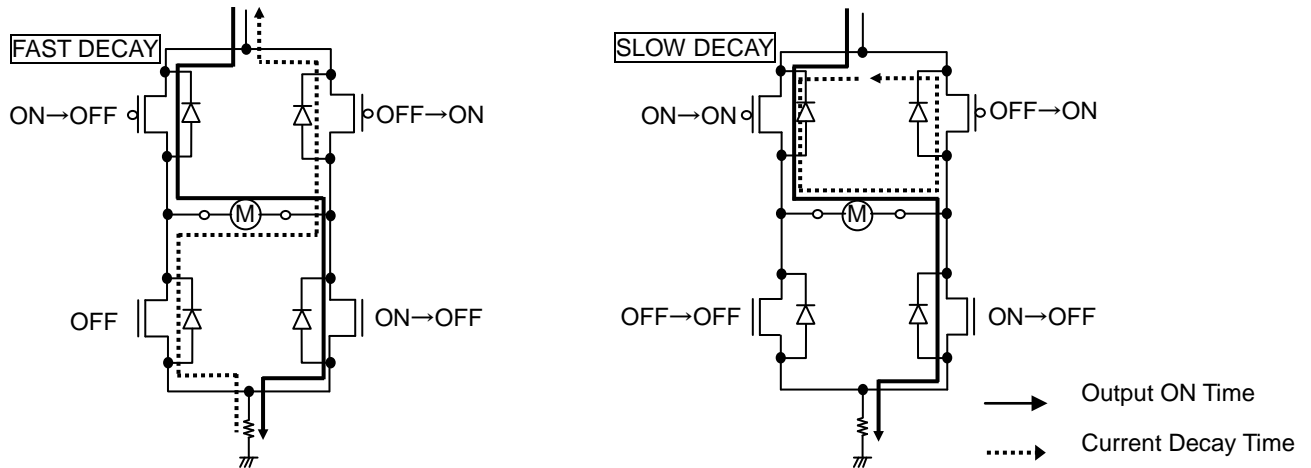 FAST DECAY
ON→OFF
OFF→ON
M
OFF
ON→OFF
SLOW DECAY
ON→ON
OFF→ON
M
OFF→OFF
ON→OFF
Output ON Time
Current Decay Time